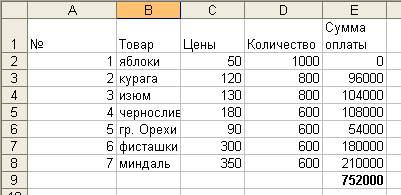 A B C D E
Сумма
1 № Товар Цены Количество оплаты
2 1 яблоки 50 1000 0
3 2 курага 120 800 96000
4 3 изюм 130 800 104000
5 4 чернослив 180 600 108000
6 5 гр. Орехи 90 600 54000
7 6 фисташки 300 600 180000
8 7 миндаль 350 600 210000
9 752000